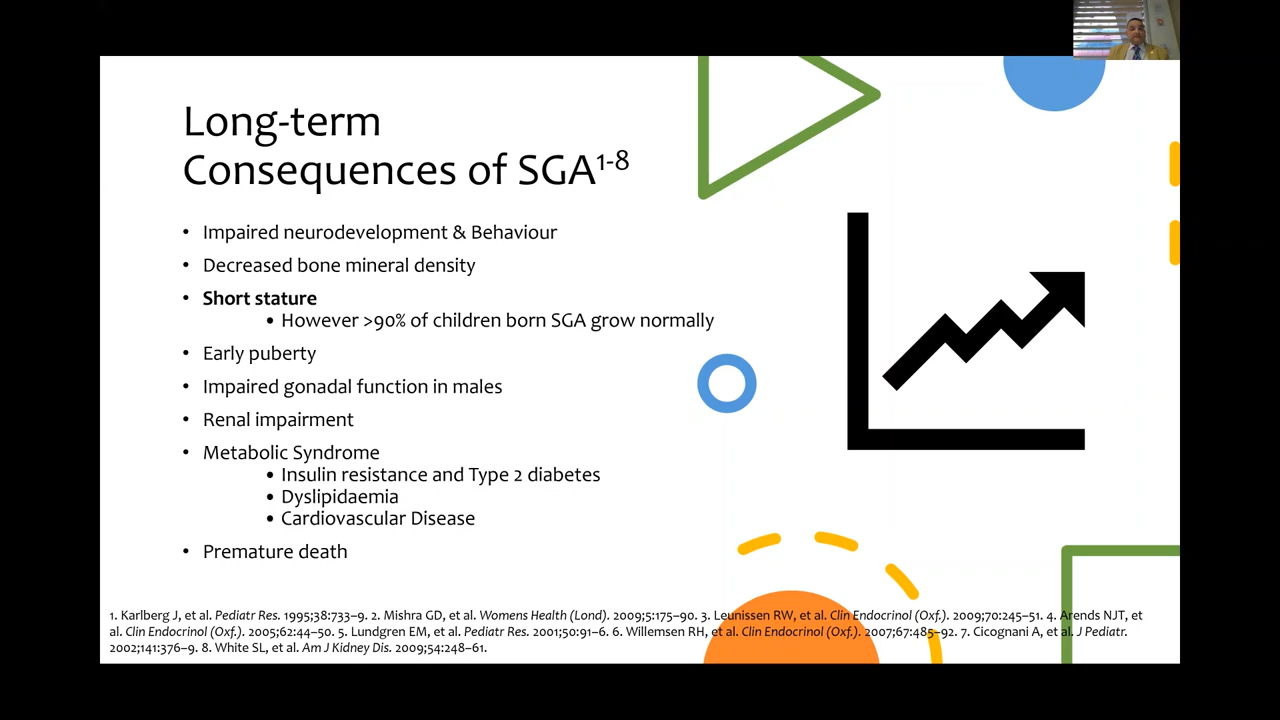 Long-term
Consequences of SGA1-8
• Impaired neurodevelopment & Behaviour
• Decreased bone mineral density
• Short stature
• However >90% of children born SGA grow normally
• Early puberty
• Impaired gonadal function in males
• Renal impairment
• Metabolic Syndrome
• Insulin resistance and Type 2 diabetes
• Dyslipidaemia
• Cardiovascular Disease
• Premature death
1. Karlberg J, et al. Pediatr Res. 1995;38:733–9. 2. Mishra GD, et al. Womens Health (Lond). 2009;5:175–90. 3. Leunissen RW, et al. Clin Endocrinol (Oxf.). 2009;70:245–51. 4. Arends NJT, et
al. Clin Endocrinol (Oxf.). 2005;62:44–50. 5. Lundgren EM, et al. Pediatr Res. 2001;50:91–6 6. Willemsen RH, et al. Clin Endocrinol (Oxf.). 2007;67:485–92. 7. Cicognani A, et al. J Pediatr.
2002;141:376–9. 8. White SL, et al. Am J Kidney Dis. 2009;54:248–61.